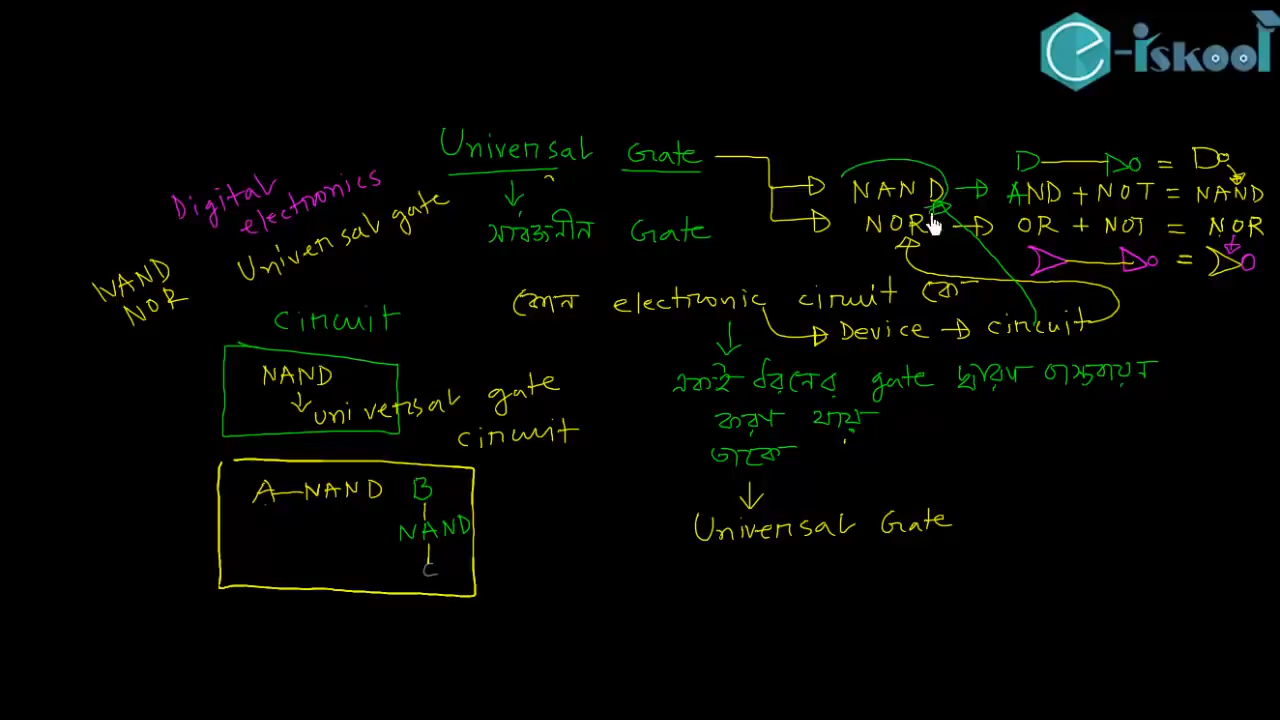 e-iskool
Universal Gate
সার্বজনীন Gate
NAND → AND + NOT = NAND
NOR → OR + NOT = NOR
Digital
electronics
Universal gate
NAND
NOR
circuit
NAND
universal gate
circuit
A—NAND B
NAND
C
কোন electronic circuit কে
Device → circuit
একই ধরনের gate দ্বারা বাস্তবায়ন
করা যায়
তাকে
Universal Gate